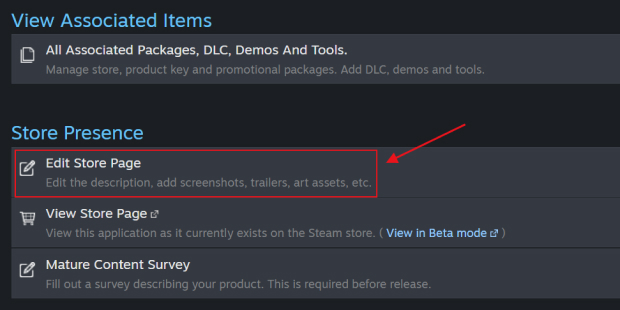 View Associated Items
All Associated Packages, DLC, Demos And Tools.
Manage store, product key and promotional packages. Add DLC, demos and tools.
Store Presence
Edit Store Page
Edit the description, add screenshots, trailers, art assets, etc.
View Store Page
View this application as it currently exists on the Steam store. ( View in Beta mode )
Mature Content Survey
Fill out a survey describing your product. This is required before release.